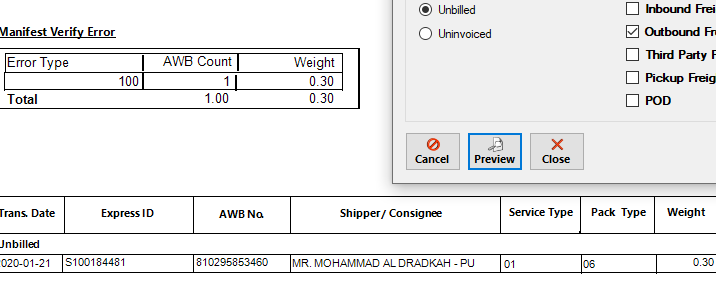 Manifest Verify Error
Error Type AWB Count Weight
100 1 0.30
Total 1.00 0.30
Unbilled
Uninvoiced
Inbound Frei
Outbound Fr
Third Party F
Pickup Freig
POD
Cancel Preview Close
Trans. Date Express ID AWB No. Shipper / Consignee Service Type Pack Type Weight
Unbilled
2020-01-21 S100184481 810295853460 MR. MOHAMMAD AL DRADKAH - PU 01 06 0.30